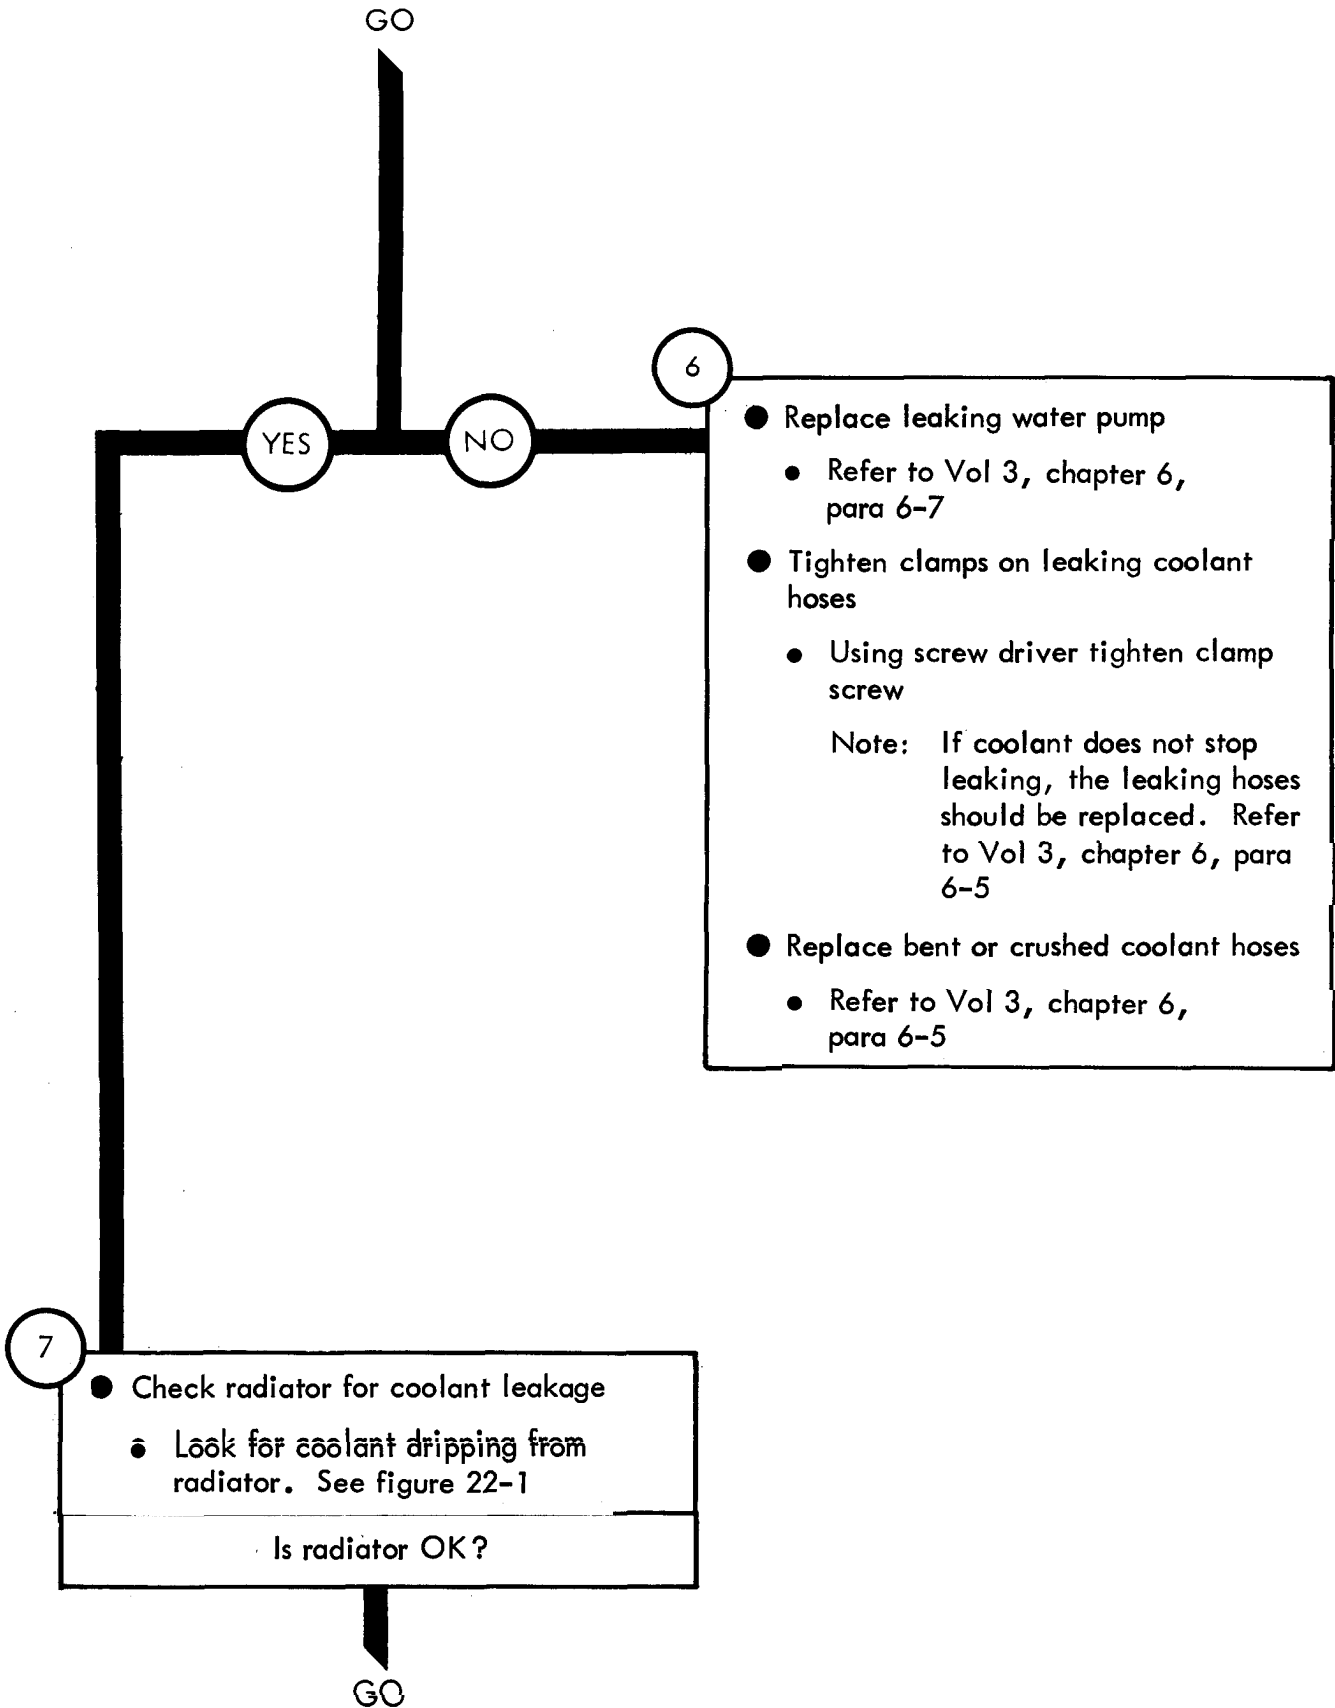 GO
YES
NO
6
● Replace leaking water pump
● Refer to Vol 3, chapter 6,
para 6-7
● Tighten clamps on leaking coolant
hoses
● Using screw driver tighten clamp
screw
Note: If coolant does not stop
leaking, the leaking hoses
should be replaced. Refer
to Vol 3, chapter 6, para
6-5
● Replace bent or crushed coolant hoses
● Refer to Vol 3, chapter 6,
para 6-5
7
● Check radiator for coolant leakage
● Look for coolant dripping from
radiator. See figure 22-1
Is radiator OK?
GO